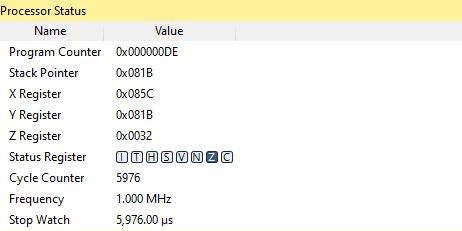 Processor Status
Name Value
Program Counter 0x000000DE
Stack Pointer 0x081B
X Register 0x085C
Y Register 0x081B
Z Register 0x0032
Status Register I T H S V N Z C
Cycle Counter 5976
Frequency 1.000 MHz
Stop Watch 5,976.00 µs